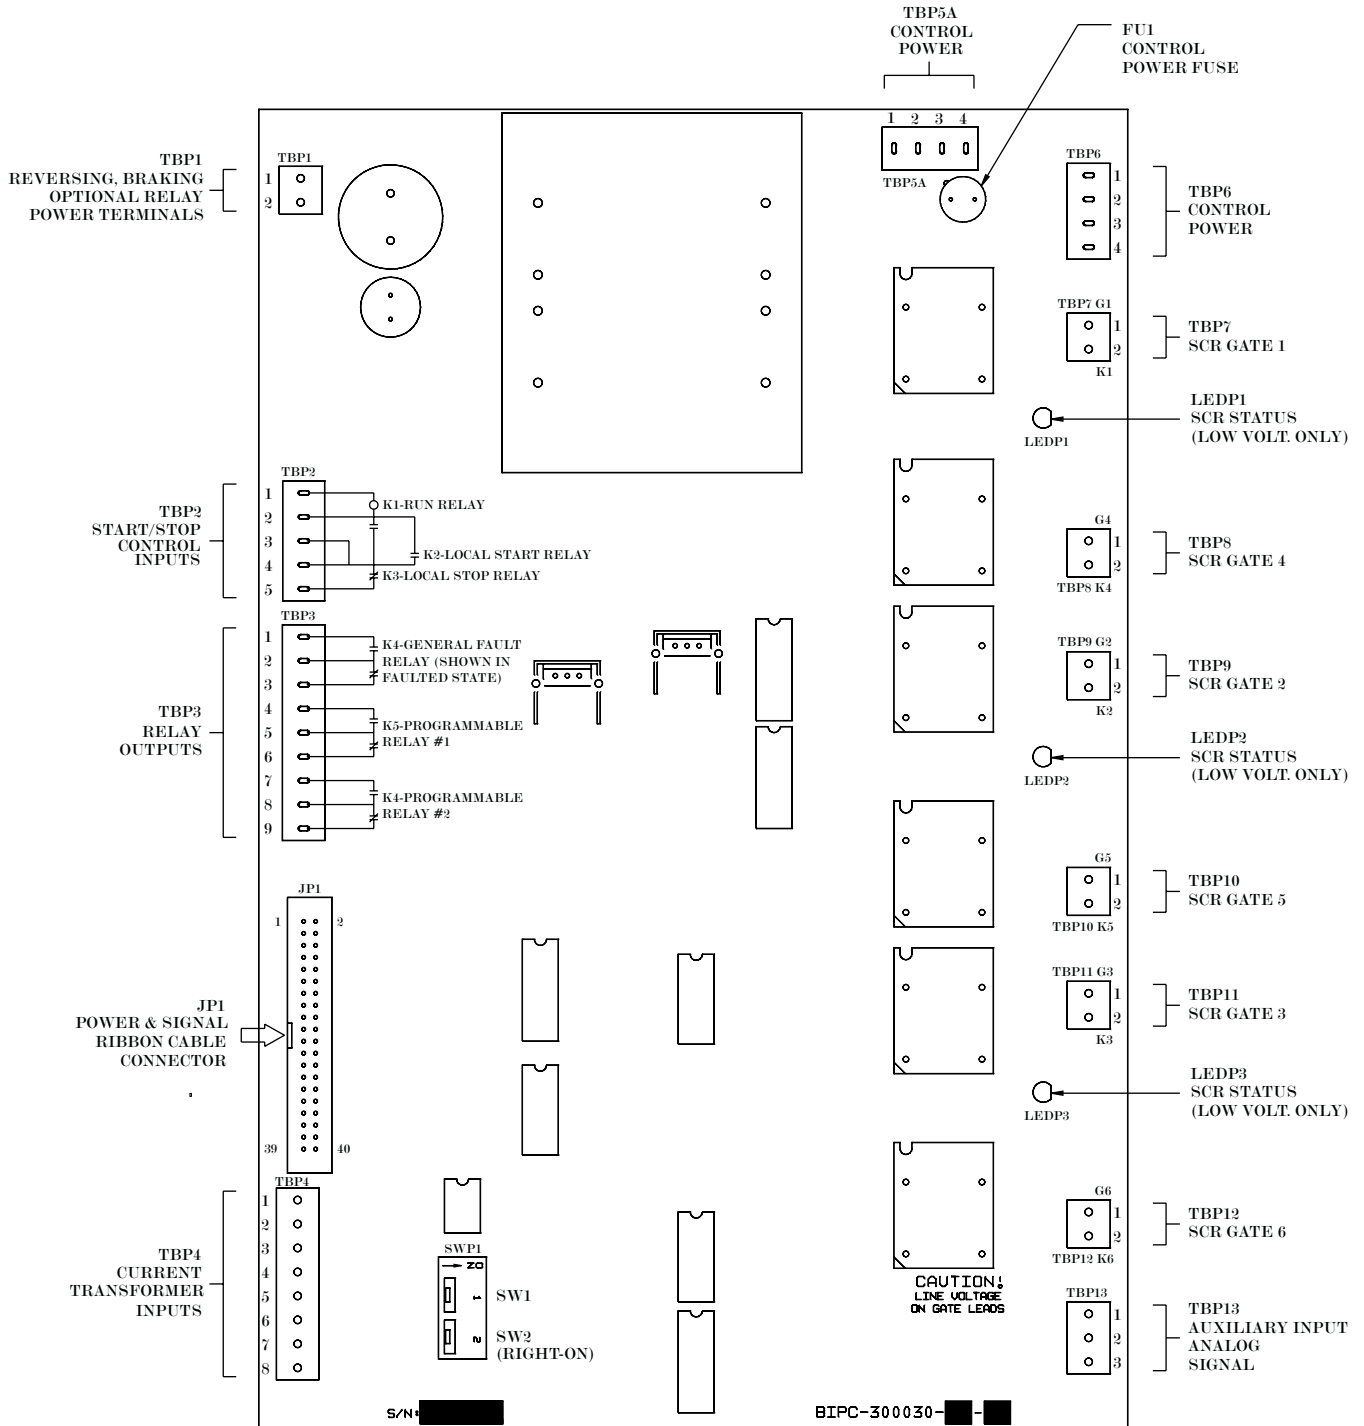 TBP5A
CONTROL
POWER
FU1
CONTROL
POWER FUSE
1 2 3 4
TBP5A
TBP1
REVERSING, BRAKING
OPTIONAL RELAY
POWER TERMINALS
TBP1
1
2
TBP6
1
2
3
4
TBP6
CONTROL
POWER
TBP7 G1
1
2
K1
TBP7
SCR GATE 1
LEDP1
LEDP1
SCR STATUS
(LOW VOLT. ONLY)
TBP2
START/STOP
CONTROL
INPUTS
TBP2
1
2
3
4
5
K1-RUN RELAY
K2-LOCAL START RELAY
K3-LOCAL STOP RELAY
G4
1
2
TBP8 K4
TBP8
SCR GATE 4
TBP3
RELAY
OUTPUTS
TBP3
1
2
3
4
5
6
7
8
9
K4-GENERAL FAULT
RELAY (SHOWN IN
FAULTED STATE)
K5-PROGRAMMABLE
RELAY #1
K4-PROGRAMMABLE
RELAY #2
TBP9 G2
1
2
K2
TBP9
SCR GATE 2
LEDP2
LEDP2
SCR STATUS
(LOW VOLT. ONLY)
G5
1
2
TBP10 K5
TBP10
SCR GATE 5
JP1
1 2
39 40
JP1
POWER & SIGNAL
RIBBON CABLE
CONNECTOR
TBP11 G3
1
2
K3
TBP11
SCR GATE 3
LEDP3
LEDP3
SCR STATUS
(LOW VOLT. ONLY)
TBP4
CURRENT
TRANSFORMER
INPUTS
TBP4
1
2
3
4
5
6
7
8
SWP1
ON
1
2
SW1
SW2
(RIGHT-ON)
G6
1
2
TBP12 K6
TBP12
SCR GATE 6
CAUTION!
LINE VOLTAGE
ON GATE LEADS
TBP13
1
2
3
TBP13
AUXILIARY INPUT
ANALOG
SIGNAL
S/N:
BIPC-300030- -